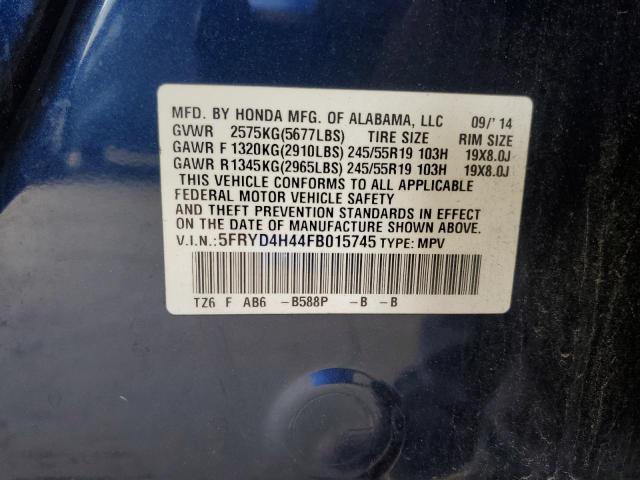 MFD. BY HONDA MFG. OF ALABAMA, LLC 09/'14
GVWR 2575KG(5677LBS) TIRE SIZE RIM SIZE
GAWR F 1320KG(2910LBS) 245/55R19 103H 19X8.0J
GAWR R 1345KG(2965LBS) 245/55R19 103H 19X8.0J
THIS VEHICLE CONFORMS TO ALL APPLICABLE
FEDERAL MOTOR VEHICLE SAFETY
AND THEFT PREVENTION STANDARDS IN EFFECT
ON THE DATE OF MANUFACTURE SHOWN ABOVE.
V.I.N.: 5FRYD4H44FB015745 TYPE: MPV
TZ6 F AB6 -B588P -B -B